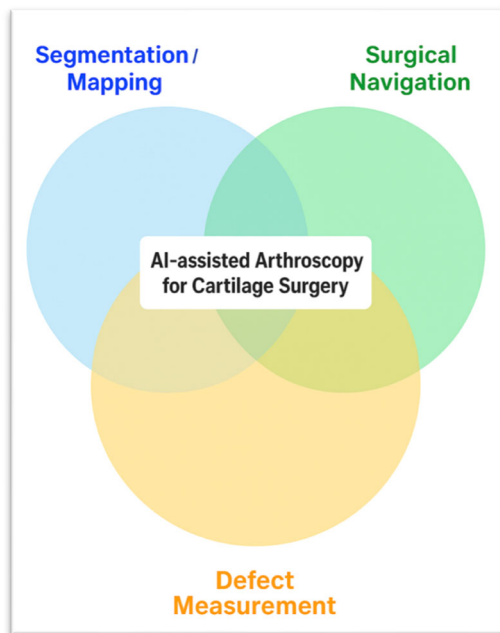 Segmentation/
Mapping
Surgical
Navigation
AI-assisted Arthroscopy
for Cartilage Surgery
Defect
Measurement